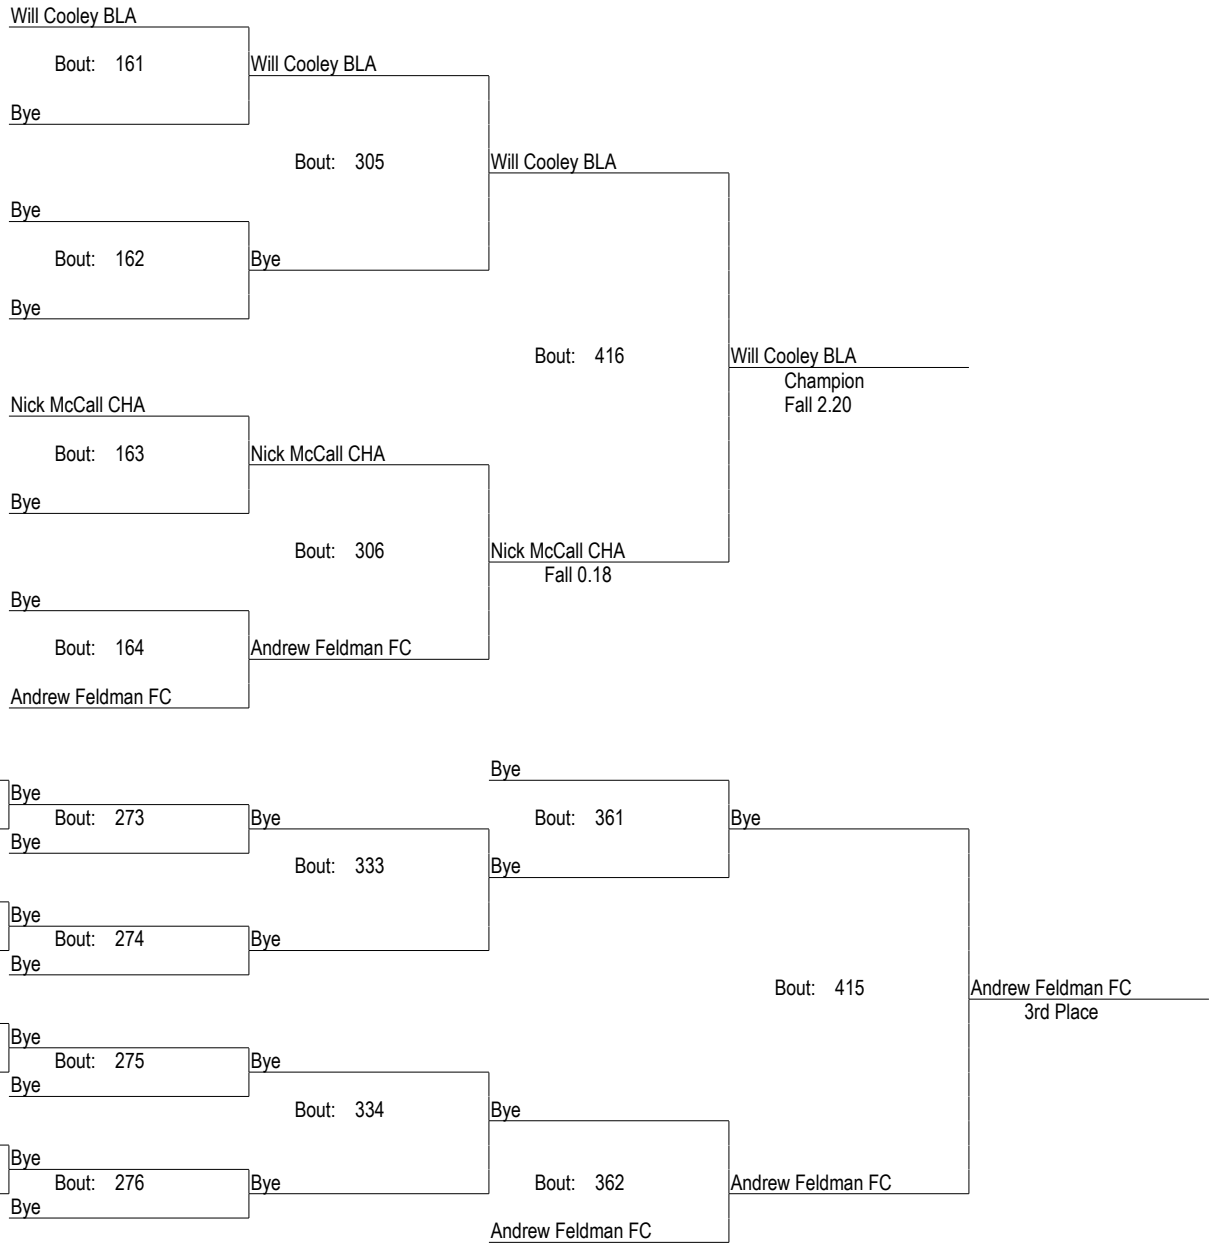 Will Cooley BLA
Bout: 161 Will Cooley BLA
Bye
Bout: 305 Will Cooley BLA
Bye
Bout: 162 Bye
Bye
Bout: 416 Will Cooley BLA
Champion
Nick McCall CHA Fall 2.20
Bout: 163 Nick McCall CHA
Bye
Bout: 306 Nick McCall CHA
Fall 0.18
Bye
Bout: 164 Andrew Feldman FC
Andrew Feldman FC
Bye
Bye
Bout: 273 Bye Bout: 361 Bye
Bye
Bout: 333 Bye
Bye
Bout: 274 Bye
Bye
Bout: 415 Andrew Feldman FC
3rd Place
Bye
Bout: 275 Bye
Bye
Bout: 334 Bye
Bye
Bout: 276 Bye Bout: 362 Andrew Feldman FC
Bye
Andrew Feldman FC